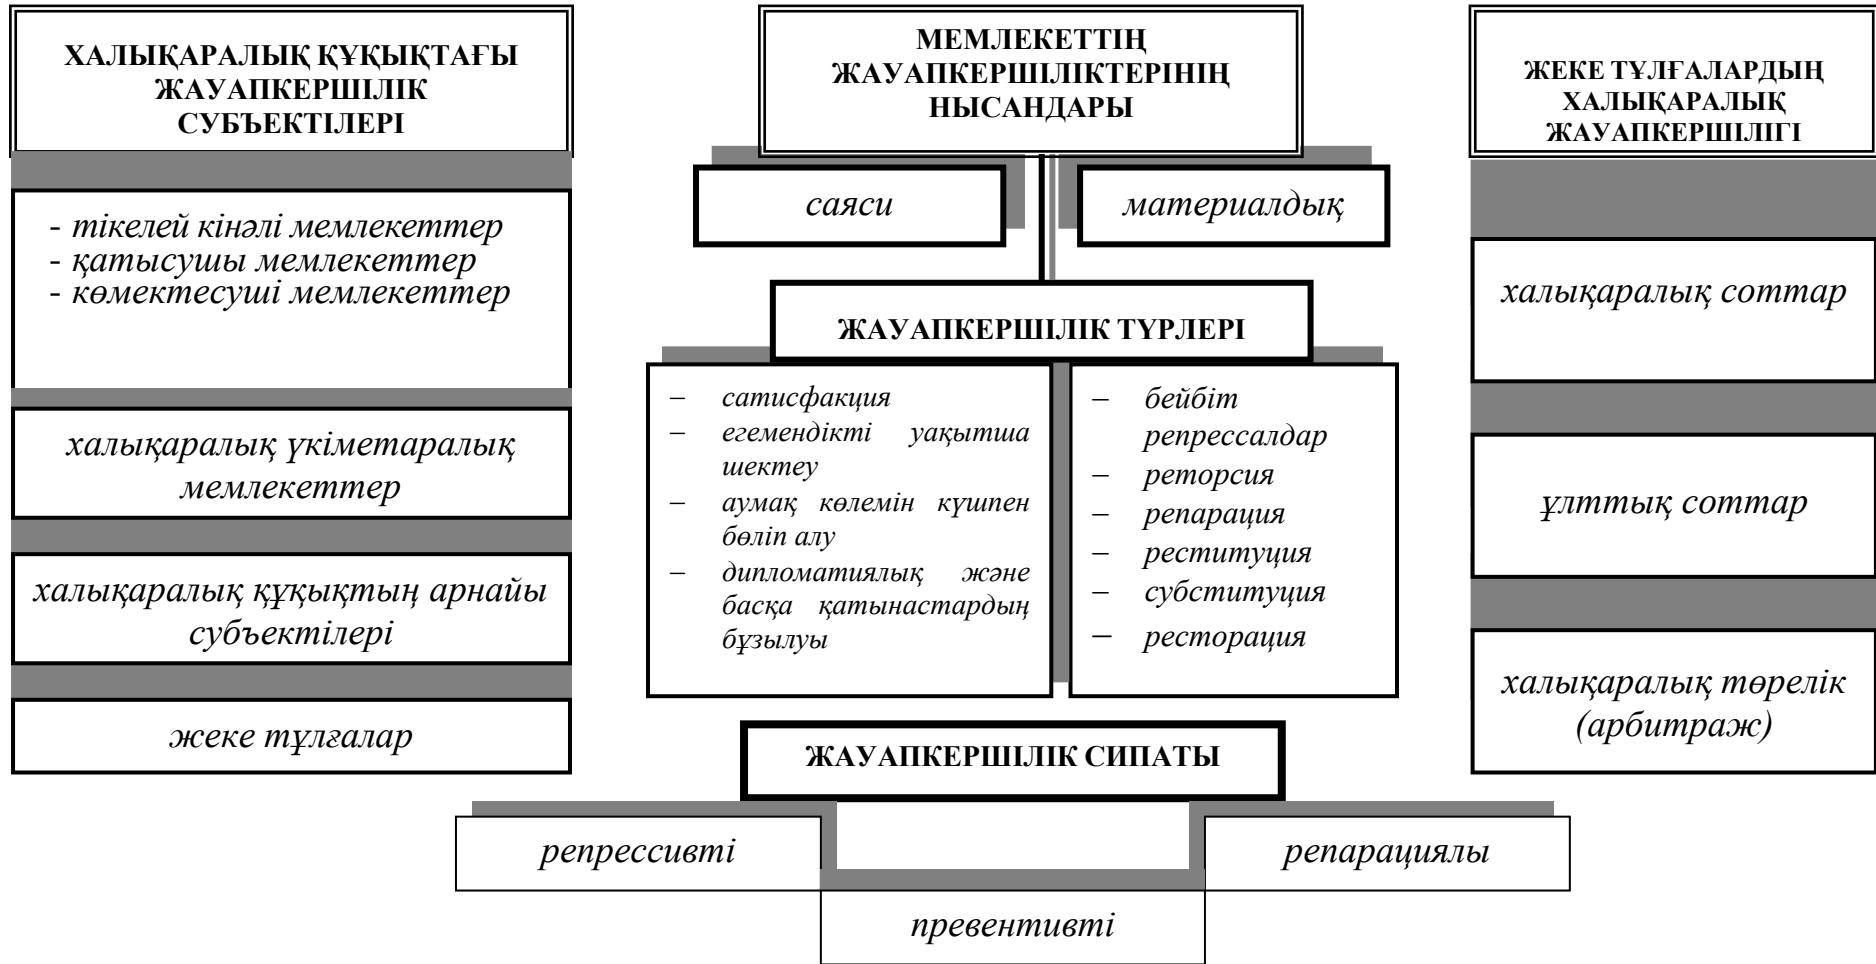 ХАЛЫҚАРАЛЫҚ ҚҰҚЫҚТАҒЫ
ЖАУАПКЕРШІЛІК
СУБЪЕКТІЛЕРІ
- тікелей кінәлі мемлекеттер
- қатысушы мемлекеттер
- көмектесуші мемлекеттер
халықаралық үкіметаралық
мемлекеттер
халықаралық құқықтың арнайы
субъектілері
жеке тұлғалар
МЕМЛЕКЕТТІҢ
ЖАУАПКЕРШІЛІКТЕРІНІҢ
НЫСАНДАРЫ
саяси
материалдық
ЖАУАПКЕРШІЛІК ТҮРЛЕРІ
– сатисфакция
– егемендікті уақытша
шектеу
– аумақ көлемін күшпен
бөліп алу
– дипломатиялық және
басқа қатынастардың
бұзылуы
– бейбіт
репрессалдар
– реторсия
– репарация
– реституция
– субституция
– ресторация
ЖАУАПКЕРШІЛІК СИПАТЫ
репрессивті
репарациялы
превентивті
ЖЕКЕ ТҰЛҒАЛАРДЫҢ
ХАЛЫҚАРАЛЫҚ
ЖАУАПКЕРШІЛІГІ
халықаралық соттар
ұлттық соттар
халықаралық төрелік
(арбитраж)